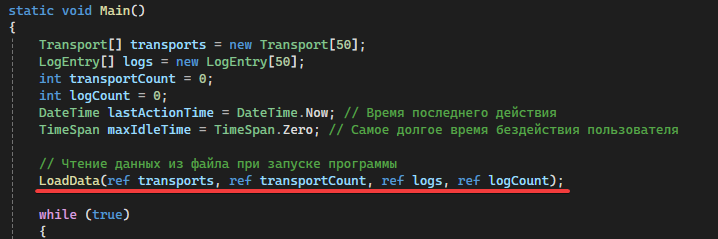 static void Main()
{
Transport[] transports = new Transport[50];
LogEntry[] logs = new LogEntry[50];
int transportCount = 0;
int logCount = 0;
DateTime lastActionTime = DateTime.Now; // Время последнего действия
TimeSpan maxIdleTime = TimeSpan.Zero; // Самое долгое время бездействия пользователя
// Чтение данных из файла при запуске программы
LoadData(ref transports, ref transportCount, ref logs, ref logCount);
while (true)
{